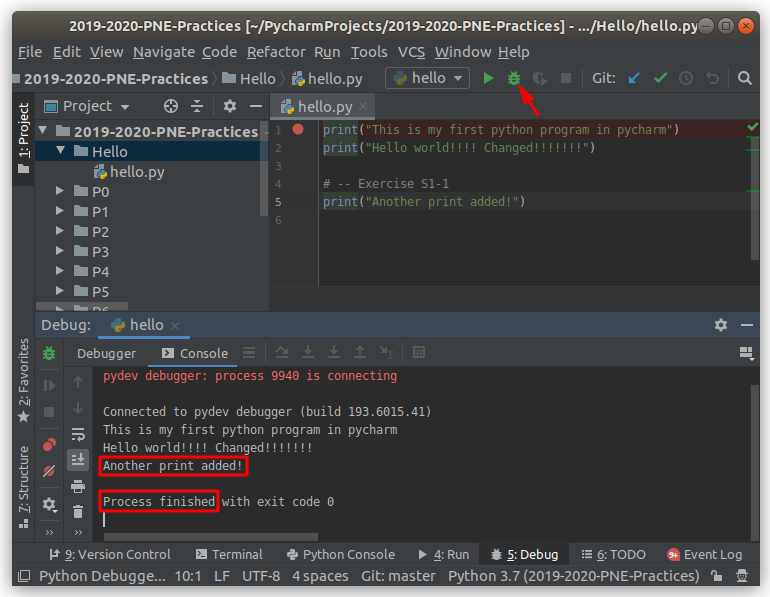 2019-2020-PNE-Practices [~/PycharmProjects/2019-2020-PNE-Practices] - .../Hello/hello.py
File Edit View Navigate Code Refactor Run Tools VCS Window Help
2019-2020-PNE-Practices Hello hello.py hello Git:
1: Project
Project
hello.py
2019-2020-PNE-Practices
Hello
hello.py
P0
P1
P2
P3
P4
P5
1 print("This is my first python program in pycharm")
2 print("Hello world!!!! Changed!!!!!!!")
3
4 # -- Exercise S1-1
5 print("Another print added!")
6
Debug: hello
Debugger Console
2: Favorites
7: Structure
pydev debugger: process 9940 is connecting
Connected to pydev debugger (build 193.6015.41)
This is my first python program in pycharm
Hello world!!!! Changed!!!!!!!
Another print added!
Process finished with exit code 0
9: Version Control Terminal Python Console 4: Run 5: Debug 6: TODO 9+ Event Log
Python Debugge... 10:1 LF UTF-8 4 spaces Git: master Python 3.7 (2019-2020-PNE-Practices)